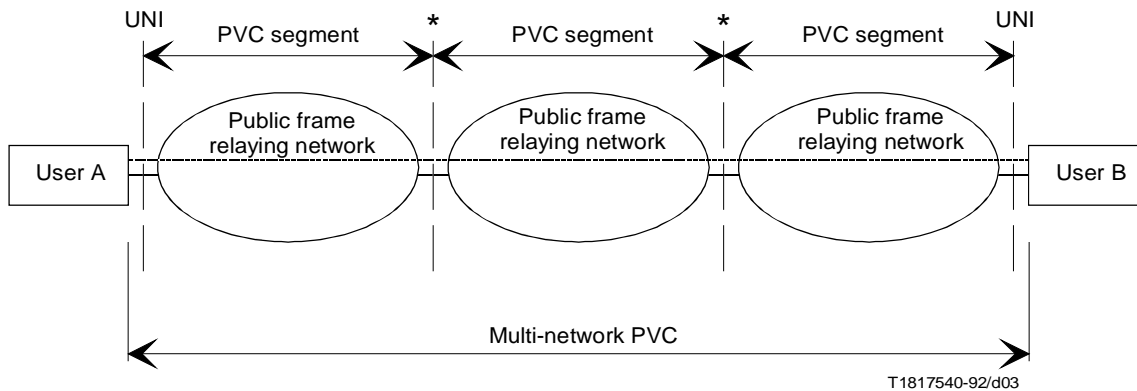 UNI * * UNI
PVC segment PVC segment PVC segment
Public frame relaying network
Public frame relaying network
Public frame relaying network
User A
User B
Multi-network PVC
T1817540-92/d03